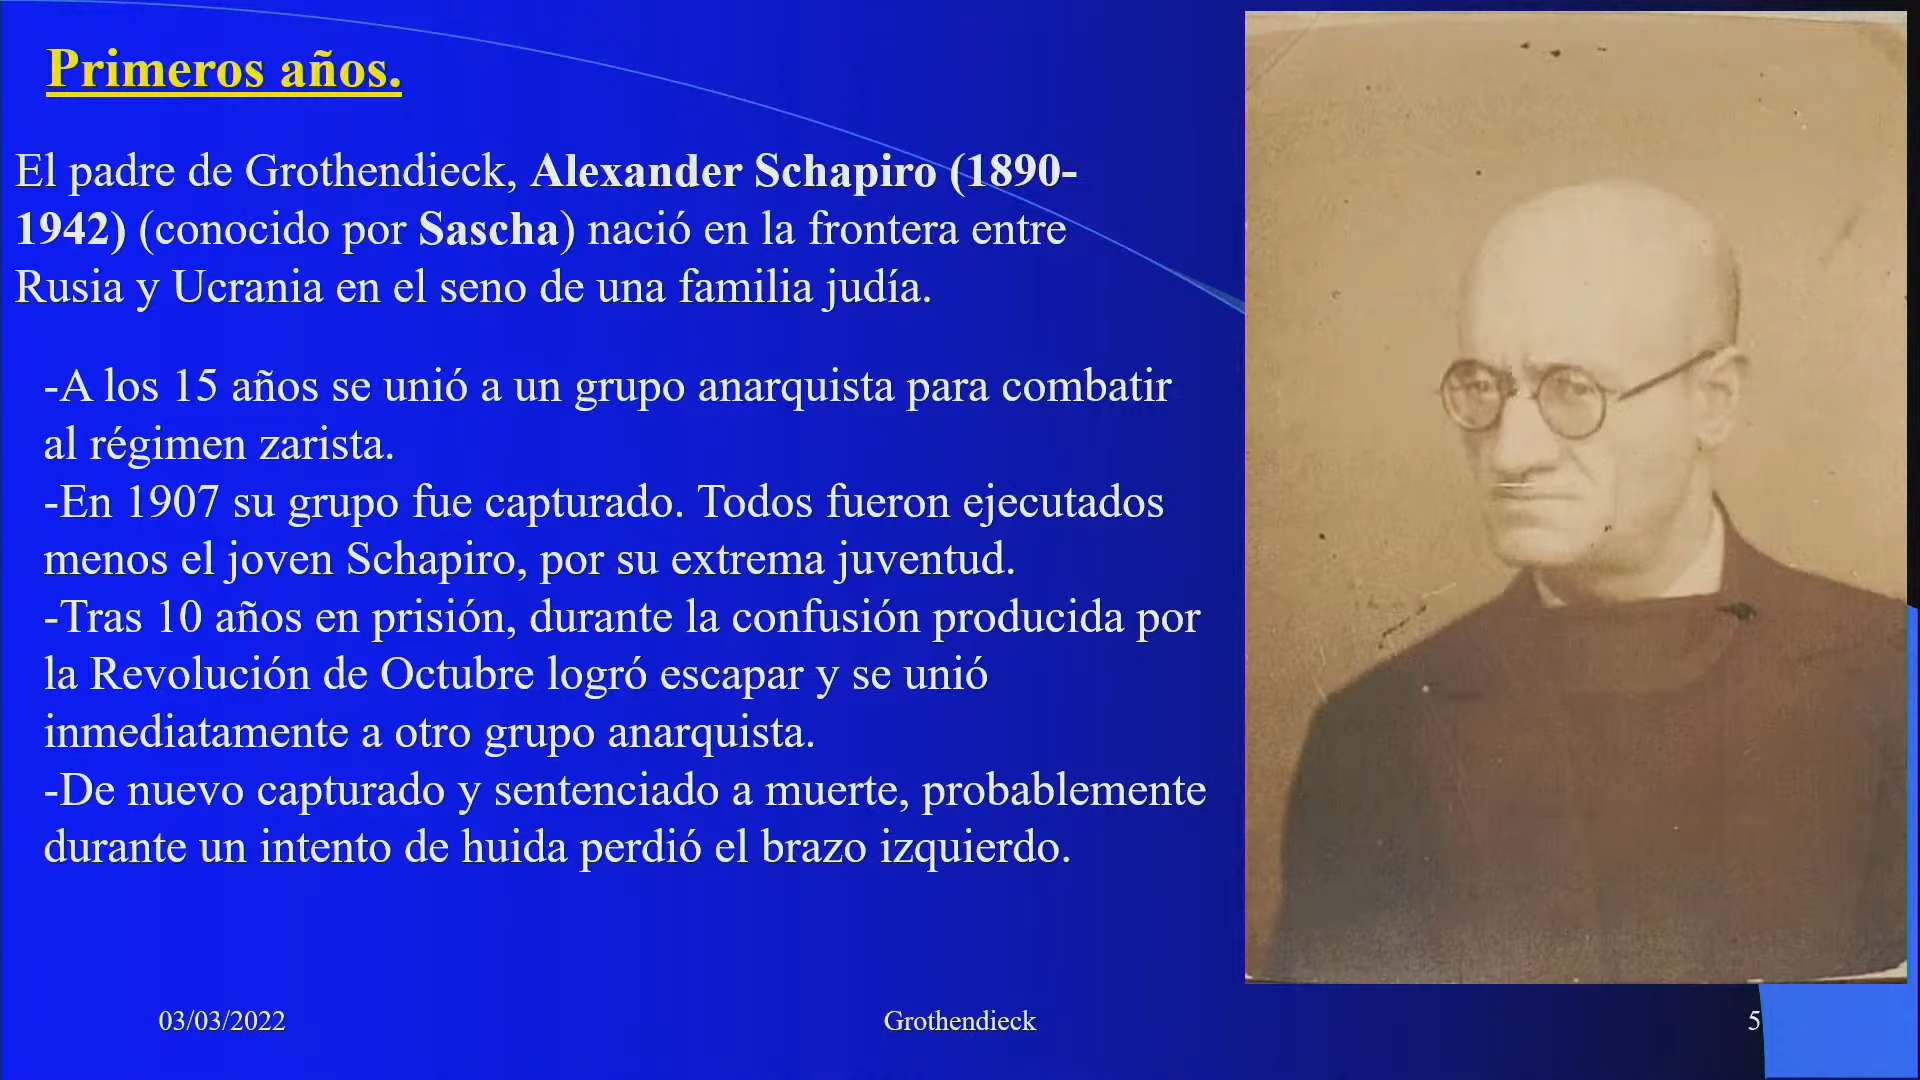 Primeros años.
El padre de Grothendieck, Alexander Schapiro (1890-
1942) (conocido por Sascha) nació en la frontera entre
Rusia y Ucrania en el seno de una familia judía.
-A los 15 años se unió a un grupo anarquista para combatir
al régimen zarista.
-En 1907 su grupo fue capturado. Todos fueron ejecutados
menos el joven Schapiro, por su extrema juventud.
-Tras 10 años en prisión, durante la confusión producida por
la Revolución de Octubre logró escapar y se unió
inmediatamente a otro grupo anarquista.
-De nuevo capturado y sentenciado a muerte, probablemente
durante un intento de huida perdió el brazo izquierdo.
03/03/2022
Grothendieck
5